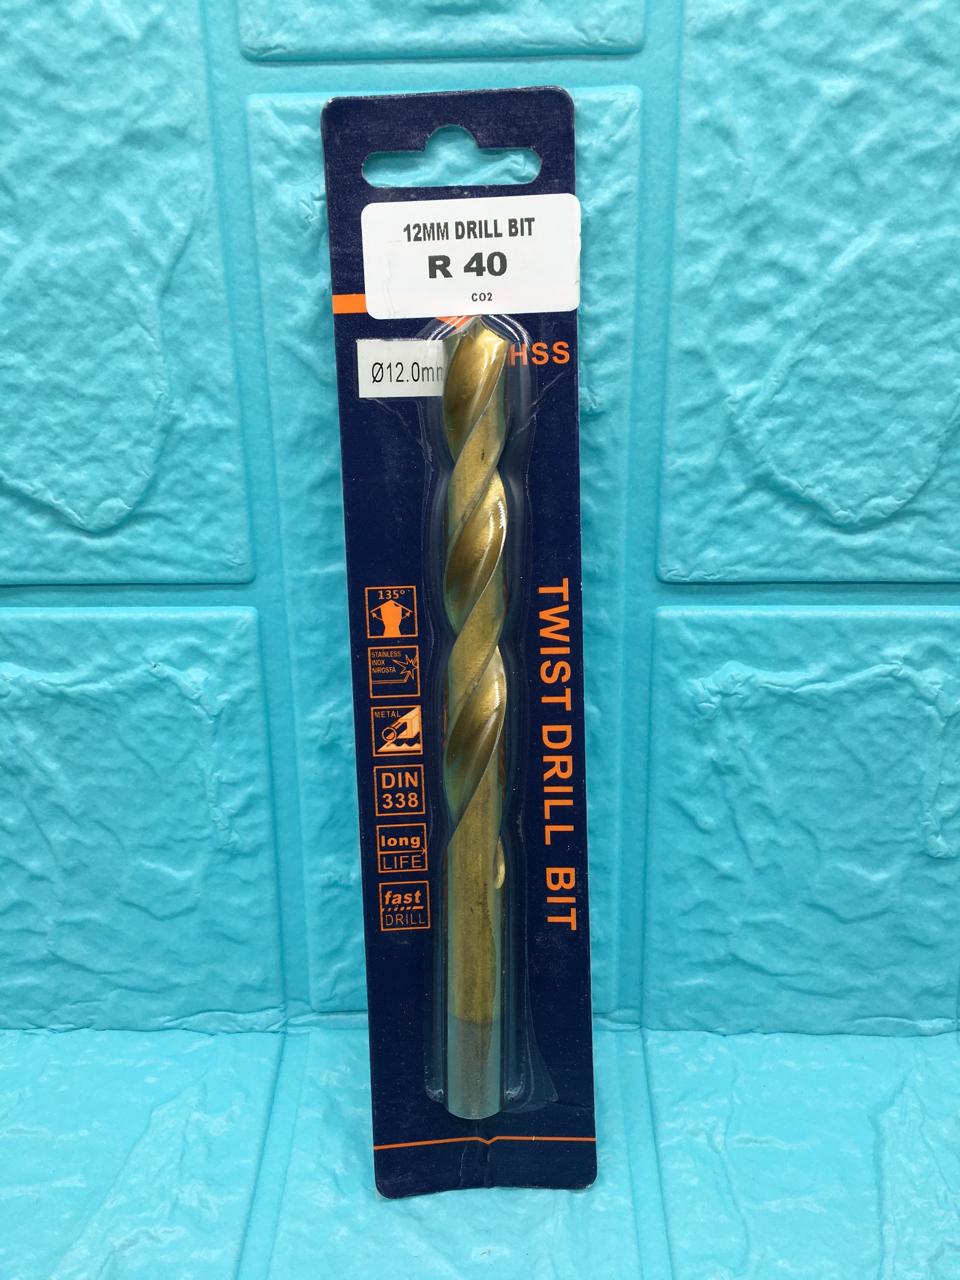 12MM DRILL BIT
R 40
CO2
HSS
Ø12.0mm
135°
STAINLESS
INOX
NIROSTA
METAL
DIN
338
long
LIFE
fast
DRILL
TWIST DRILL BIT